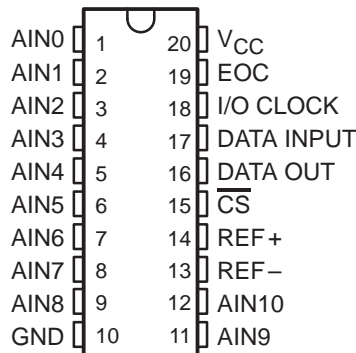 AIN0 1 20 VCC
AIN1 2 19 EOC
AIN2 3 18 I/O CLOCK
AIN3 4 17 DATA INPUT
AIN4 5 16 DATA OUT
AIN5 6 15 C̅S̅
AIN6 7 14 REF+
AIN7 8 13 REF−
AIN8 9 12 AIN10
GND 10 11 AIN9